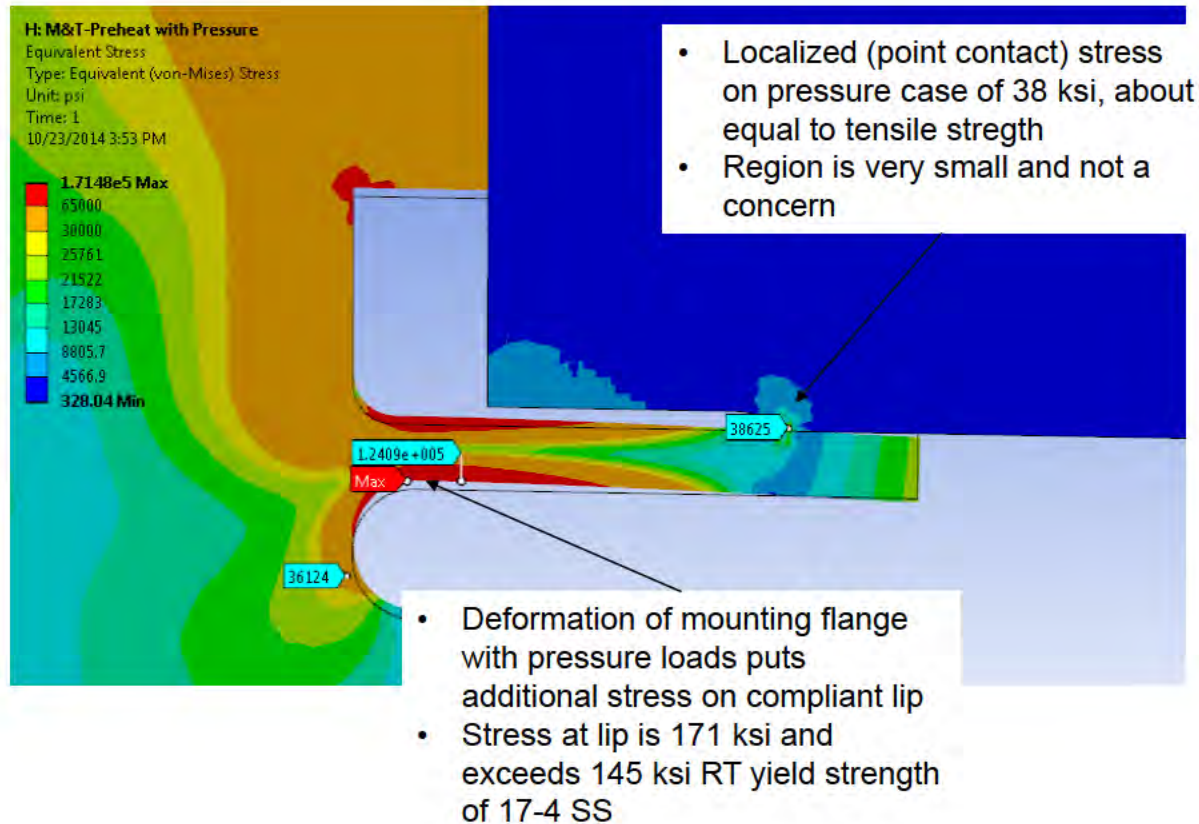 H: M&T-Preheat with Pressure
Equivalent Stress
Type: Equivalent (von-Mises) Stress
Unit: psi
Time: 1
10/23/2014 3:53 PM
1.7148e5 Max
65000
30000
25761
21522
17283
13045
8805.7
4566.9
328.04 Min
• Localized (point contact) stress
on pressure case of 38 ksi, about
equal to tensile stregth
• Region is very small and not a
concern
38625
1.2409e+005
Max
36124
• Deformation of mounting flange
with pressure loads puts
additional stress on compliant lip
• Stress at lip is 171 ksi and
exceeds 145 ksi RT yield strength
of 17-4 SS